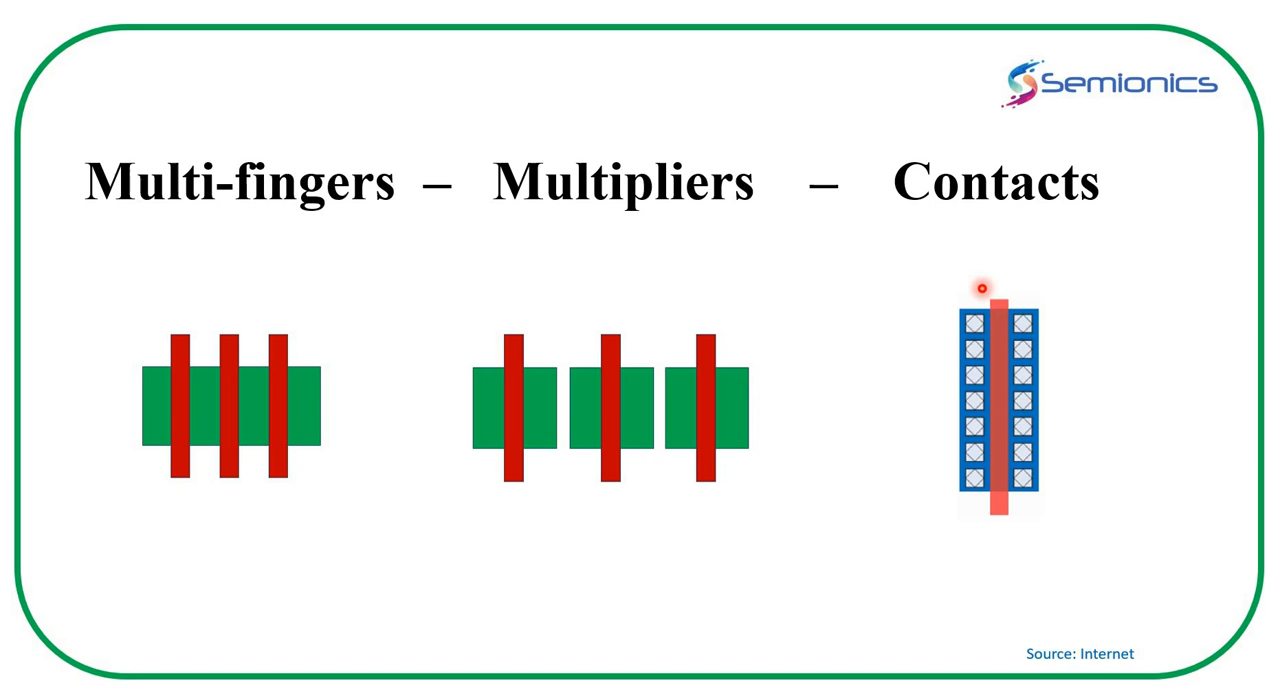 Semionics
Multi-fingers – Multipliers – Contacts
Source: Internet